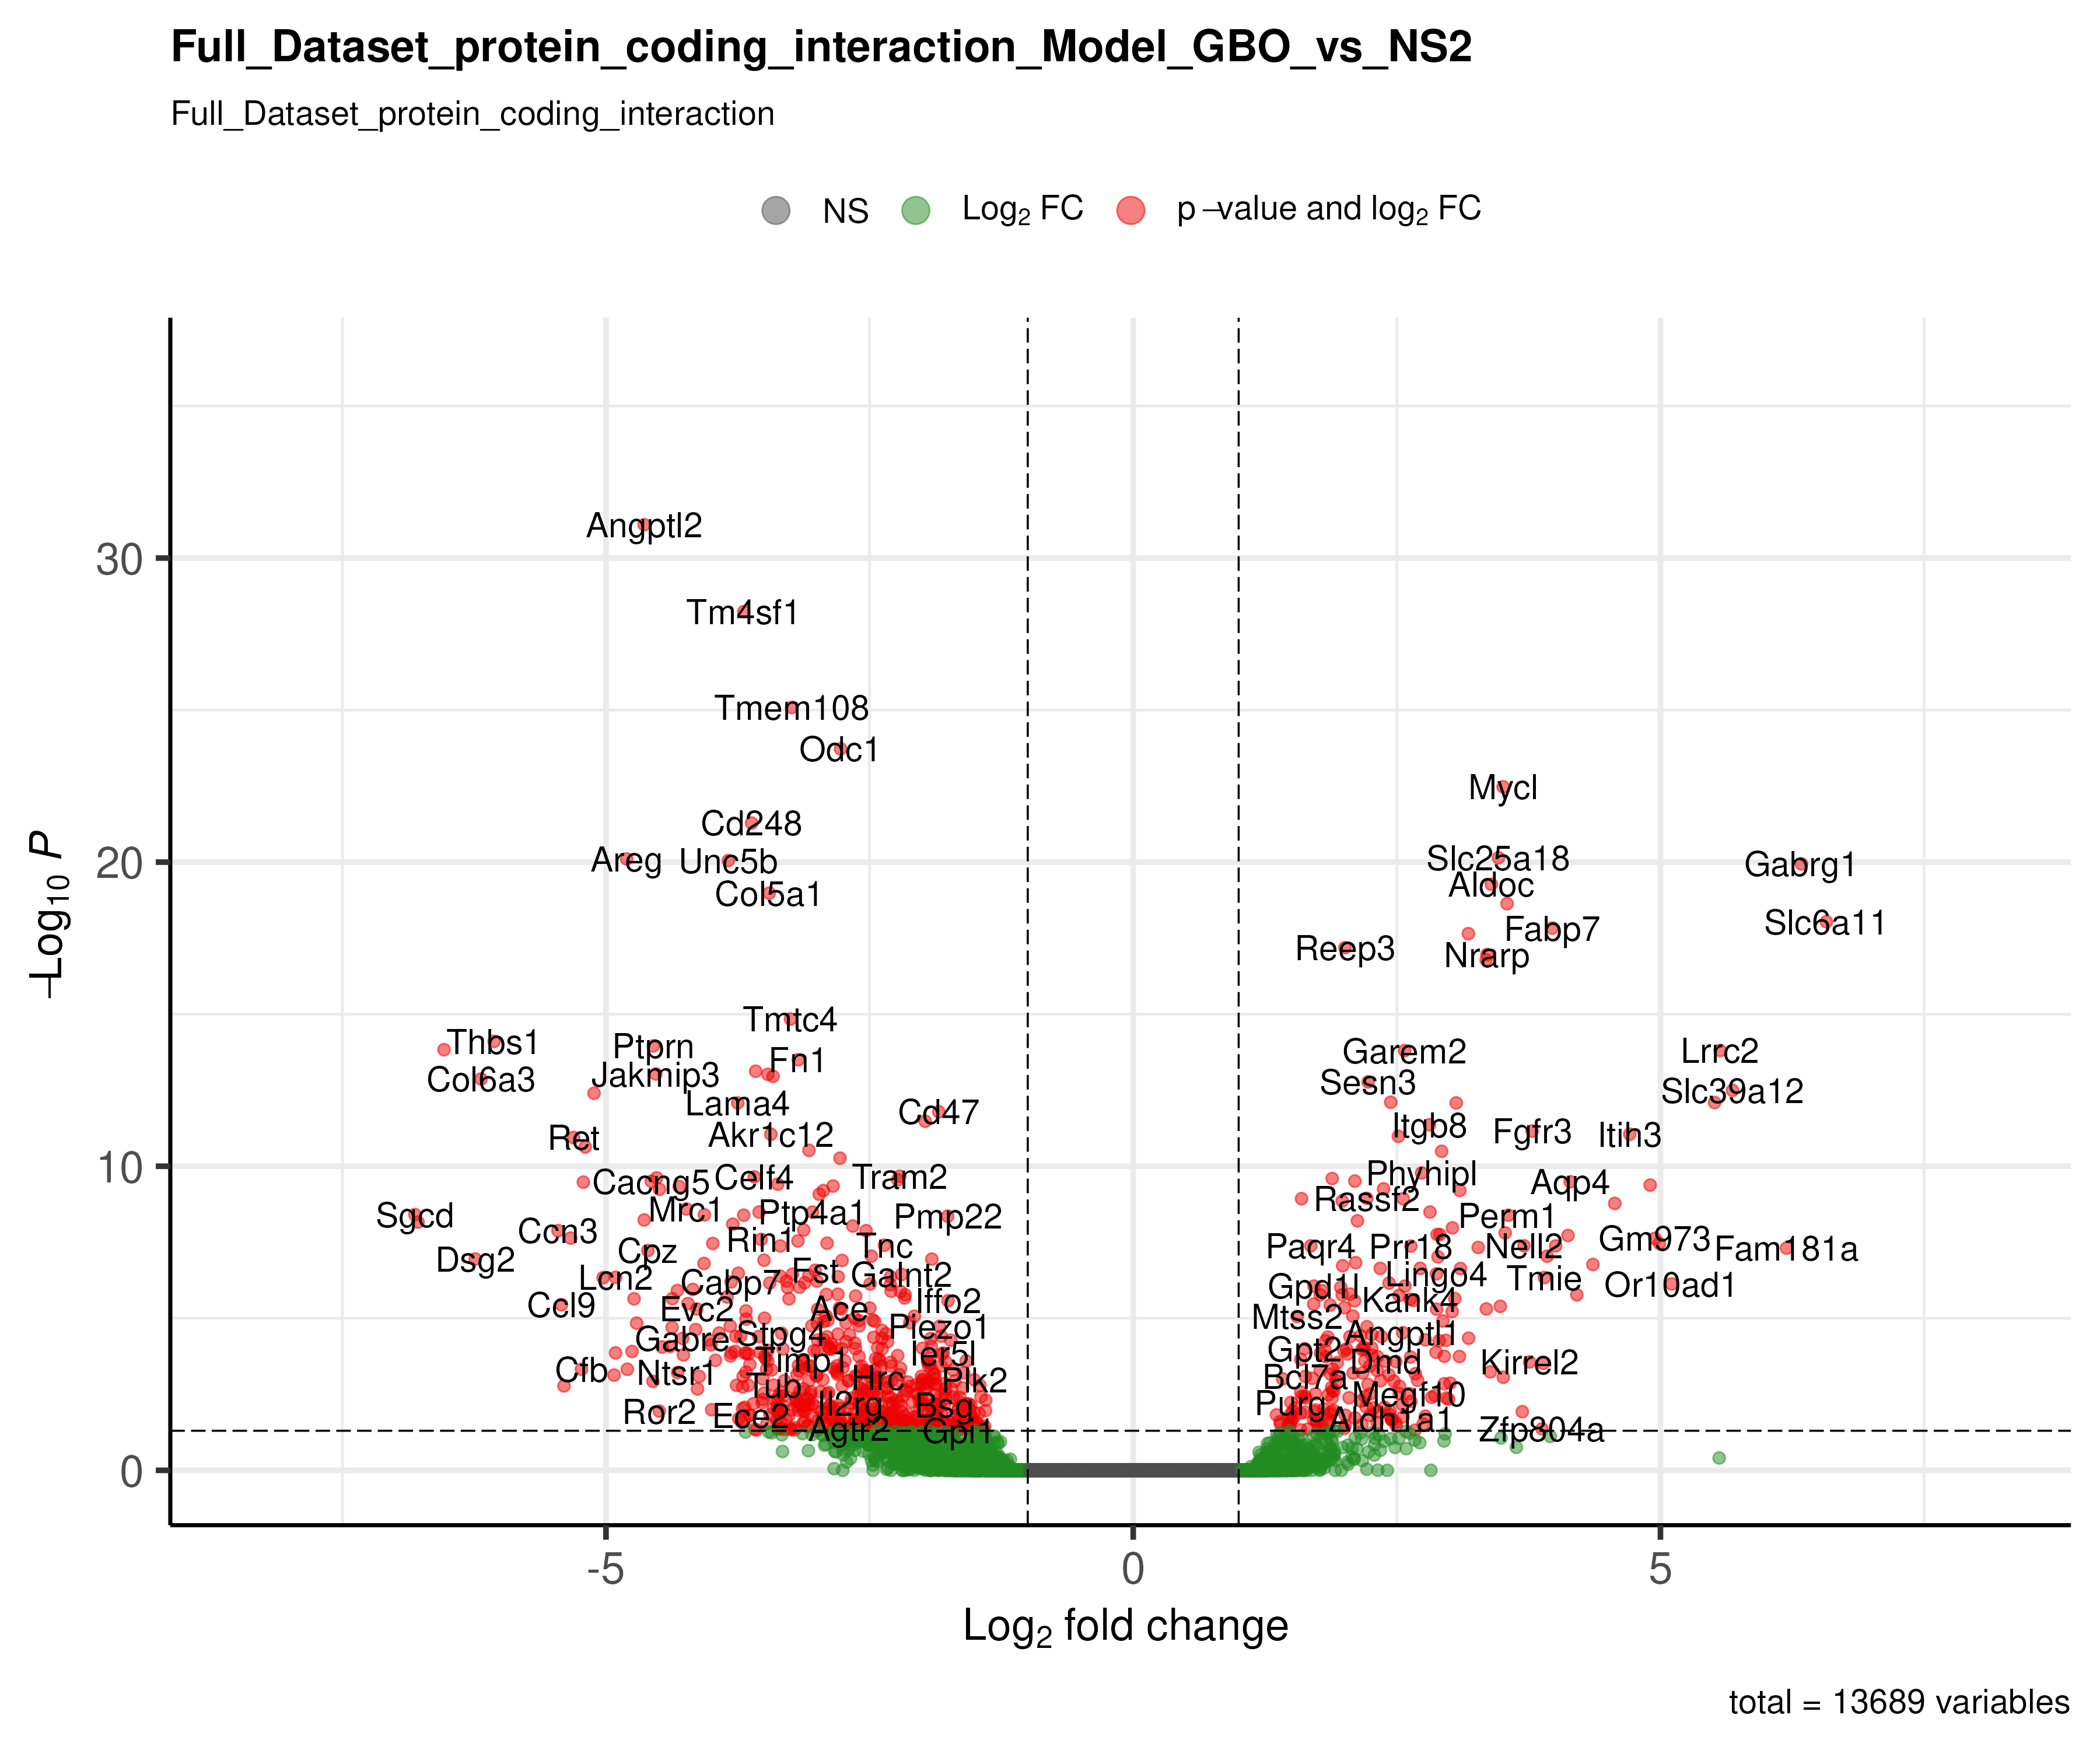 Full_Dataset_protein_coding_interaction_Model_GBO_vs_NS2
Full_Dataset_protein_coding_interaction
NS
Log2 FC
p−value and log2 FC
−Log10 P
30
20
10
0
Angptl2
Tm4sf1
Tmem108
Odc1
Mycl
Cd248
Areg
Unc5b
Slc25a18
Gabrg1
Col5a1
Aldoc
Slc6a11
Fabp7
Reep3
Nrarp
Tmtc4
Thbs1
Ptprn
Fn1
Garem2
Lrrc2
Col6a3
Jakmip3
Sesn3
Slc39a12
Lama4
Cd47
Ret
Akr1c12
Itgb8
Fgfr3
Itih3
Cacng5
Celf4
Tram2
Phyhipl
Aqp4
Sgcd
Mrc1
Ptp4a1
Pmp22
Rassf2
Perm1
Ccn3
Cpz
Rin1
Tnc
Paqr4
Prr18
Nell2
Gm973
Fam181a
Dsg2
Lcn2
Cabp7
Fst
Galnt2
Gpd1l
Lingo4
Tmie
Or10ad1
Ccl9
Evc2
Ace
Iffo2
Mtss2
Kank4
Gabre
Stpg4
Piezo1
Angptl1
Cfb
Ntsr1
Timp1
Ier5l
Gpt2
Dmd
Kirrel2
Tub
Hrc
Plk2
Bcl7a
Megf10
Ror2
Ece2
Il2rg
Bsg
Purg
Aldh1a1
Agtr2
Gpi1
Zfp804a
-5
0
5
Log2 fold change
total = 13689 variables